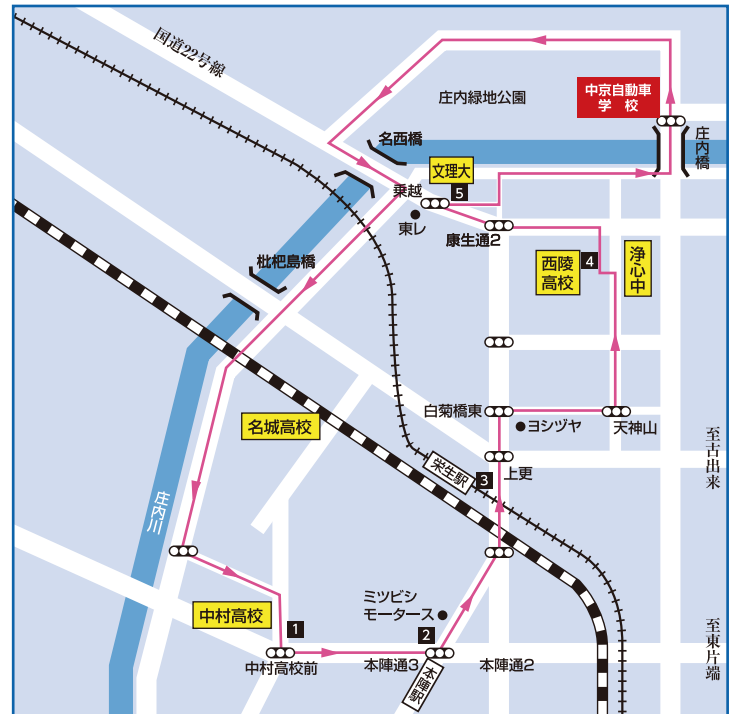 国道22号線
庄内緑地公園
中京自動車
学 校
名西橋
庄内橋
文理大
乗越
5
東レ
康生通2
枇杷島橋
西陵
高校
4
浄心中
白菊橋東
ヨシヅヤ
天神山
名城高校
至古出来
栄生駅
3
上更
庄内川
ミツビシ
モータース
中村高校
1
2
至東片端
中村高校前
本陣通3
本陣通2
本陣駅